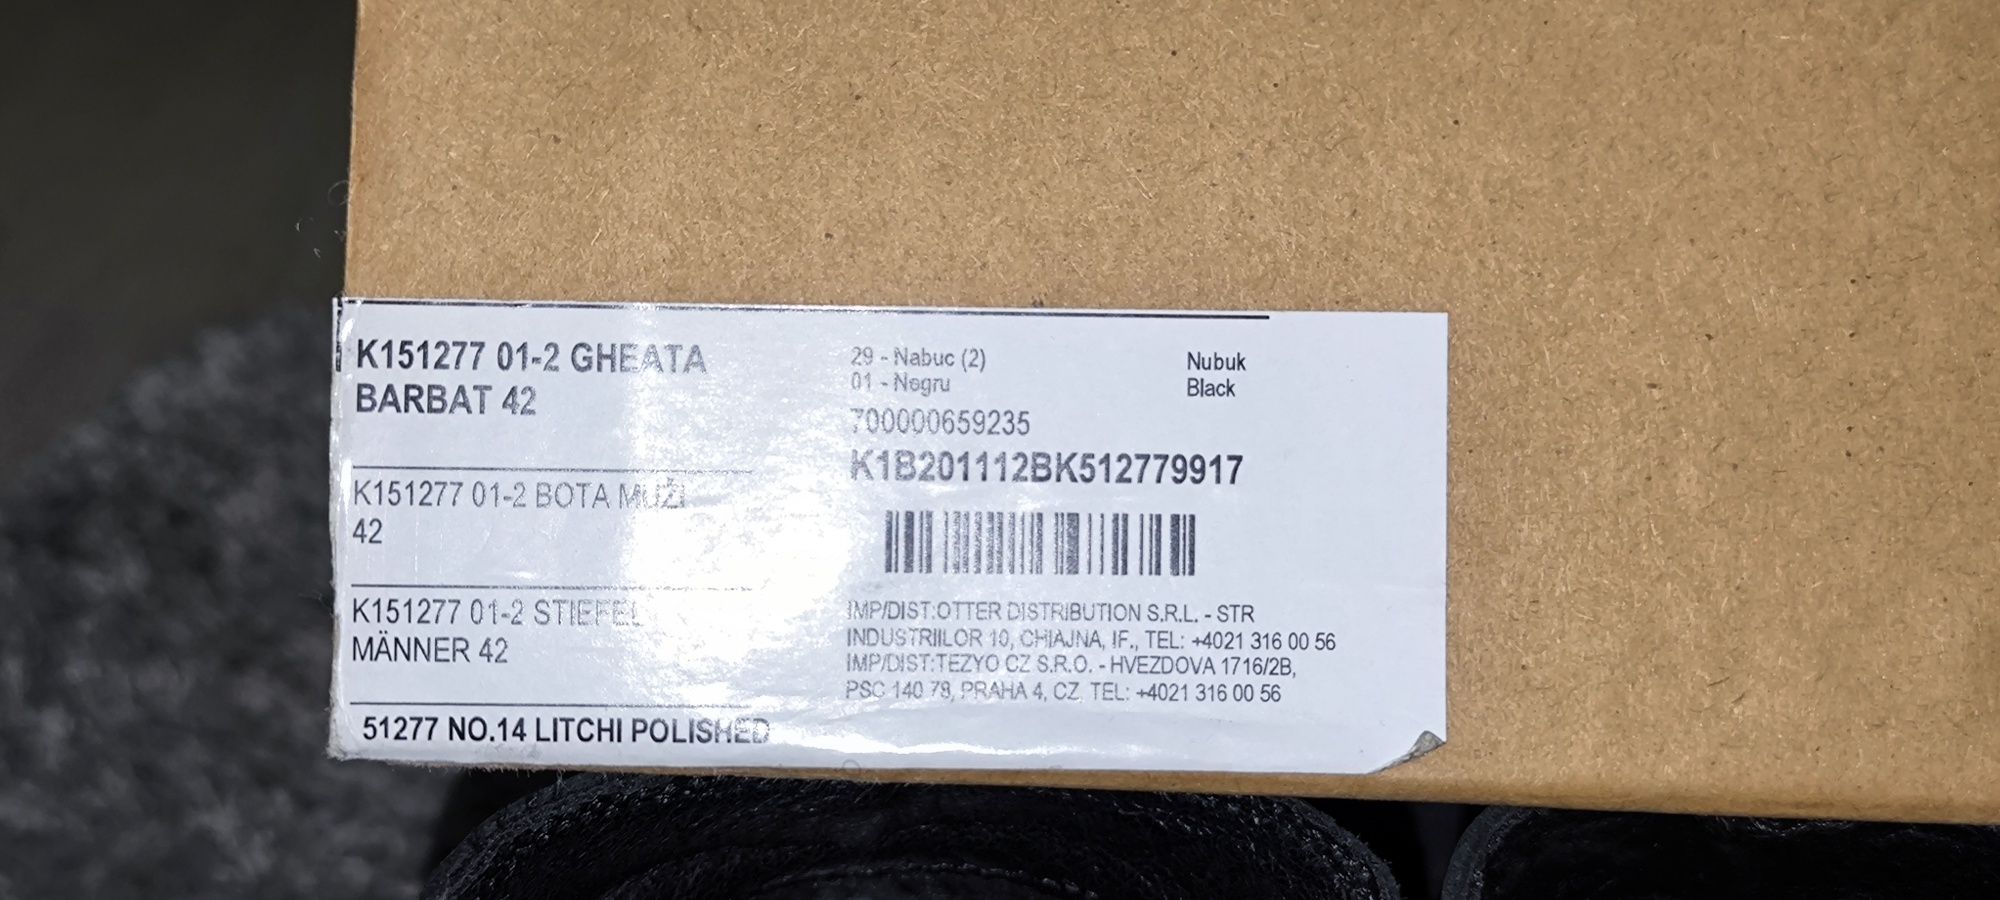 K151277 01-2 GHEATA
BARBAT 42
K151277 01-2 BOTA MUŽI
42
K151277 01-2 STIEFEL
MÄNNER 42
51277 NO.14 LITCHI POLISHED
29 - Nabuc (2)
Nubuk
01 - Negru
Black
700000659235
K1B201112BK512779917
IMP/DIST:OTTER DISTRIBUTION S.R.L. - STR
INDUSTRIILOR 10, CHIAJNA, IF., TEL: +4021 316 00 56
IMP/DIST:TEZYO CZ S.R.O. - HVEZDOVA 1716/2B,
PSC 140 78, PRAHA 4, CZ, TEL: +4021 316 00 56